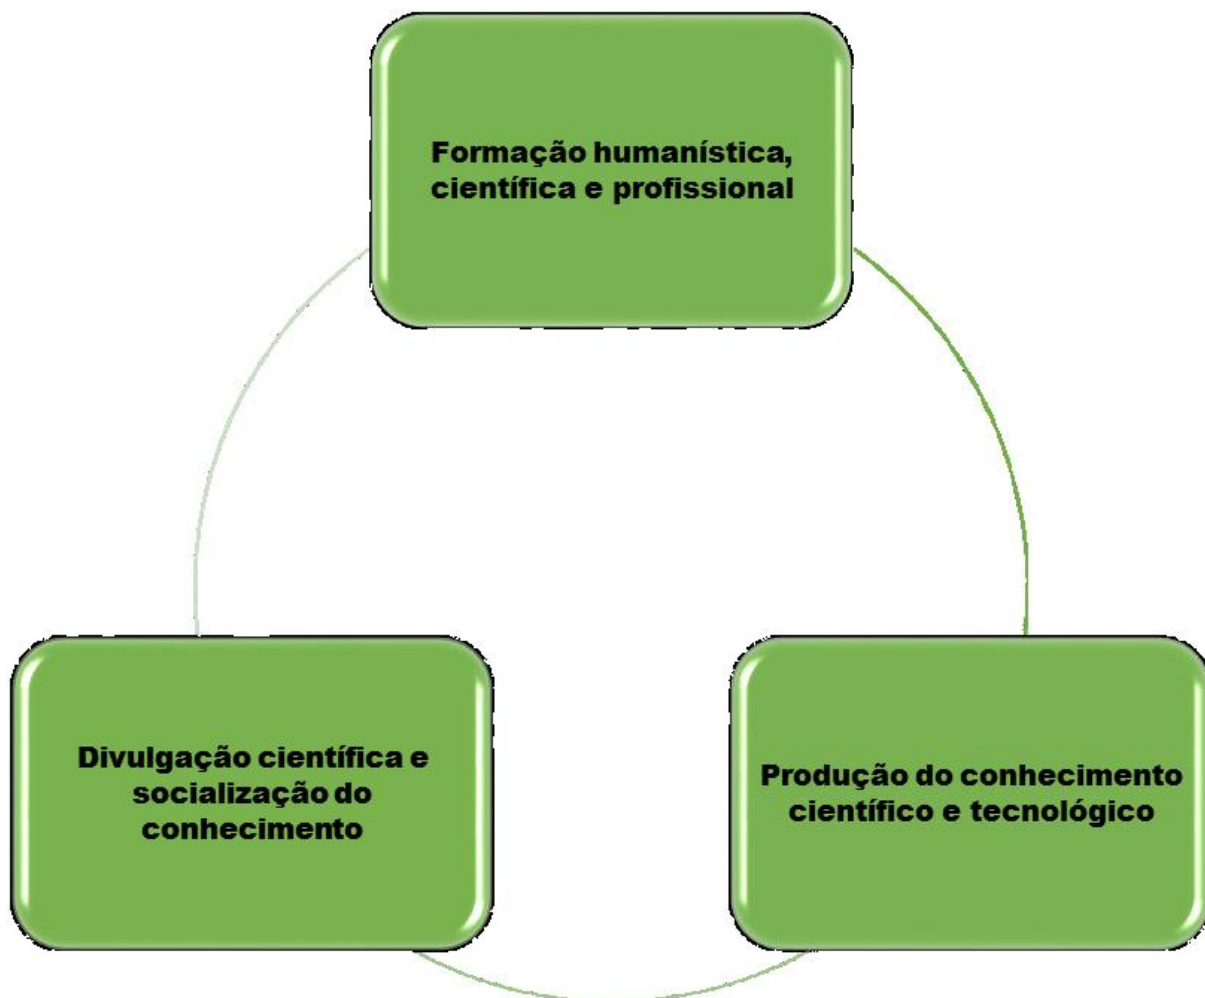 Formação humanística,
científica e profissional
Divulgação científica e
socialização do
conhecimento
Produção do conhecimento
científico e tecnológico